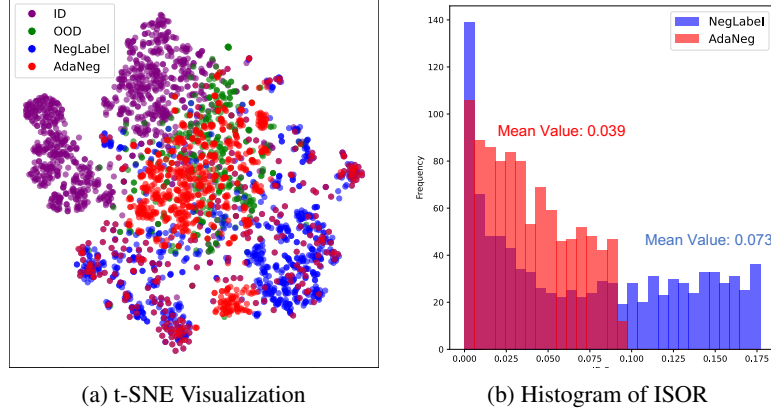 ID
OOD
NegLabel
AdaNeg
(a) t-SNE Visualization
NegLabel
AdaNeg
Mean Value: 0.039
Mean Value: 0.073
Frequency
140
120
100
80
60
40
20
0
0.000 0.025 0.050 0.075 0.100 0.125 0.150 0.175
(b) Histogram of ISOR